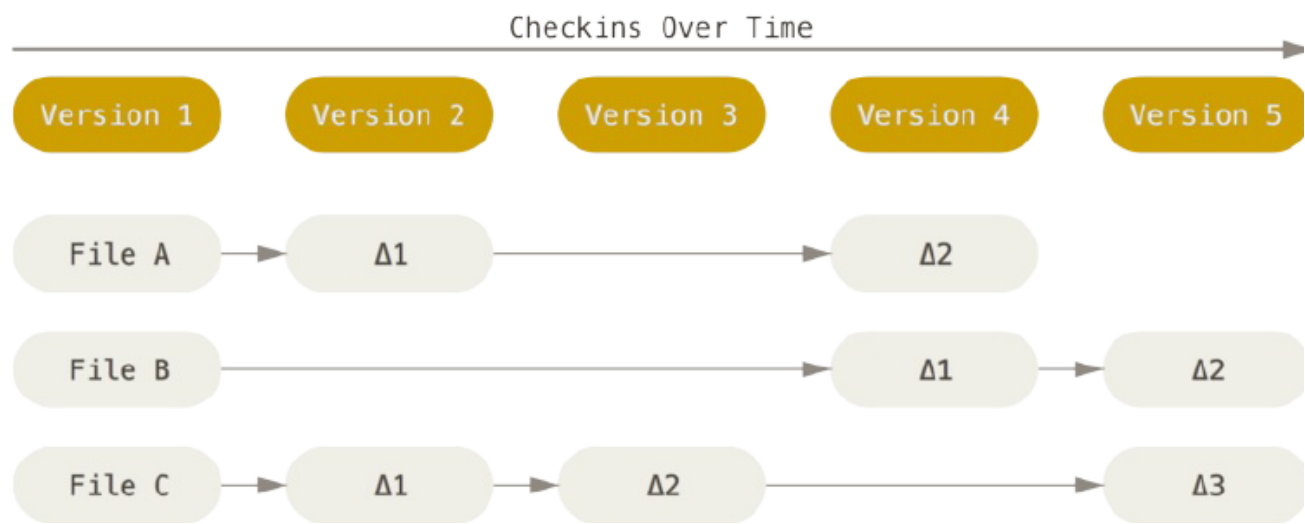 Checkins Over Time
Version 1 Version 2 Version 3 Version 4 Version 5
File A Δ1 Δ2
File B Δ1 Δ2
File C Δ1 Δ2 Δ3